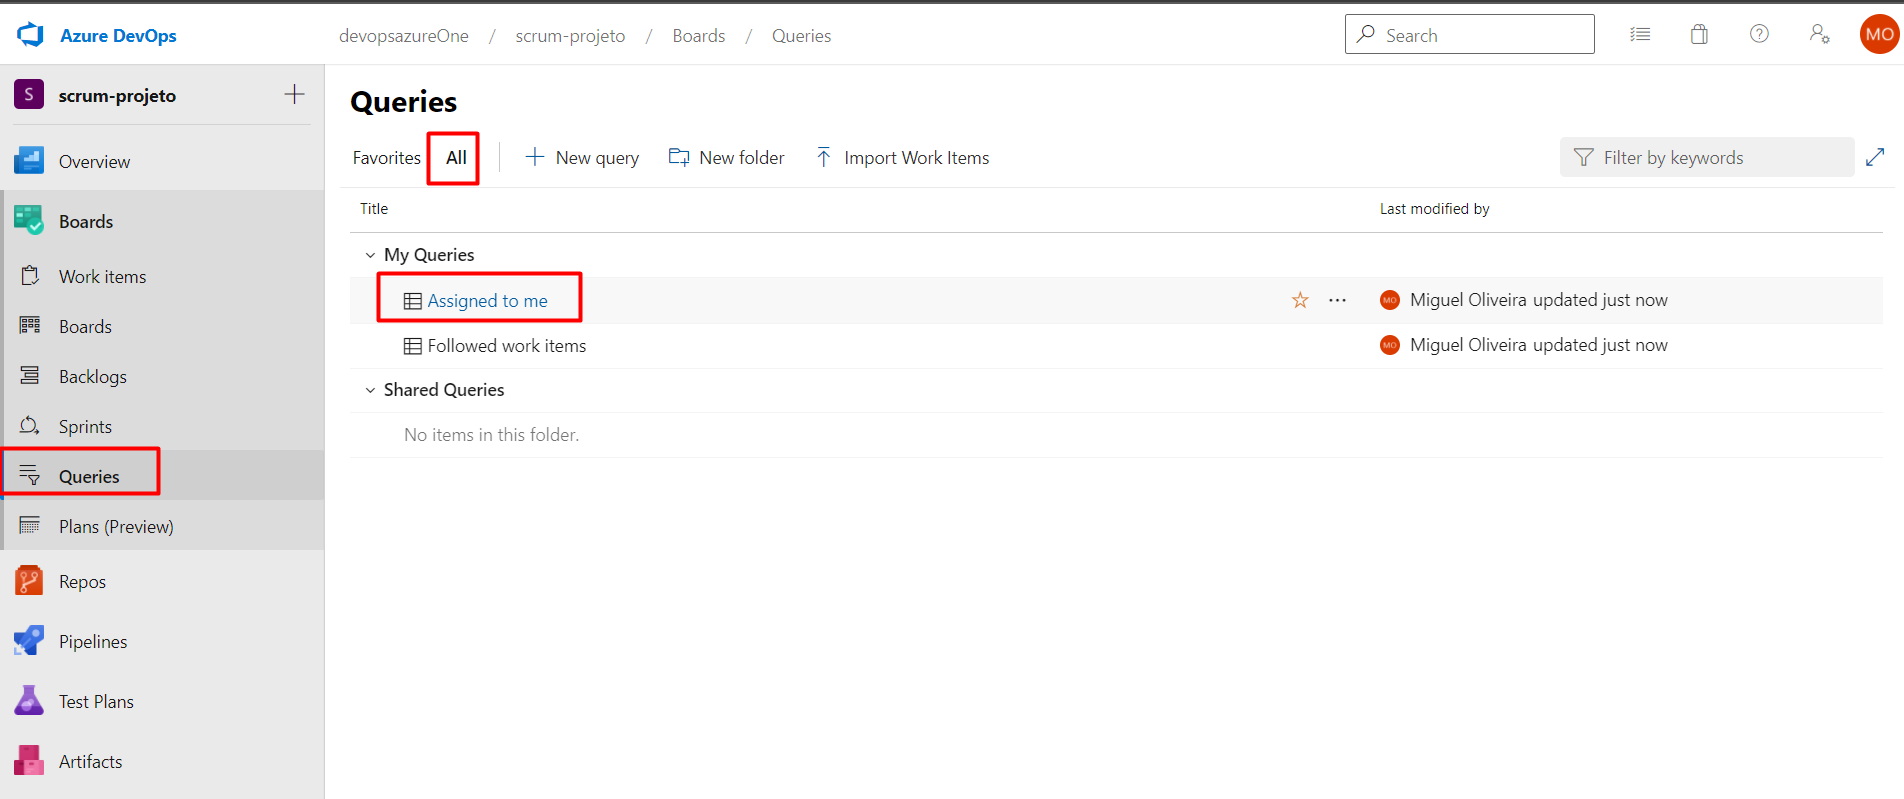 Azure DevOps
devopsazureOne / scrum-projeto / Boards / Queries
Search
MO
S scrum-projeto
Overview
Boards
Work items
Boards
Backlogs
Sprints
Queries
Plans (Preview)
Repos
Pipelines
Test Plans
Artifacts
Queries
Favorites All New query New folder Import Work Items Filter by keywords
Title Last modified by
My Queries
Assigned to me MO Miguel Oliveira updated just now
Followed work items MO Miguel Oliveira updated just now
Shared Queries
No items in this folder.